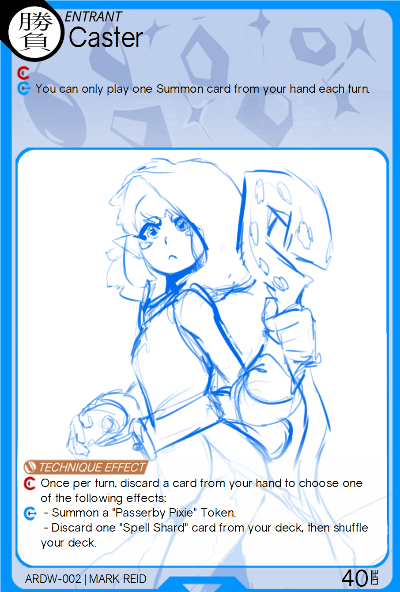 勝負
ENTRANT
Caster
You can only play one Summon card from your hand each turn.
TECHNIQUE EFFECT
Once per turn, discard a card from your hand to choose one
of the following effects:
- Summon a "Passerby Pixie" Token.
- Discard one "Spell Shard" card from your deck, then shuffle
your deck.
ARDW-002 | MARK REID
40 LIFE